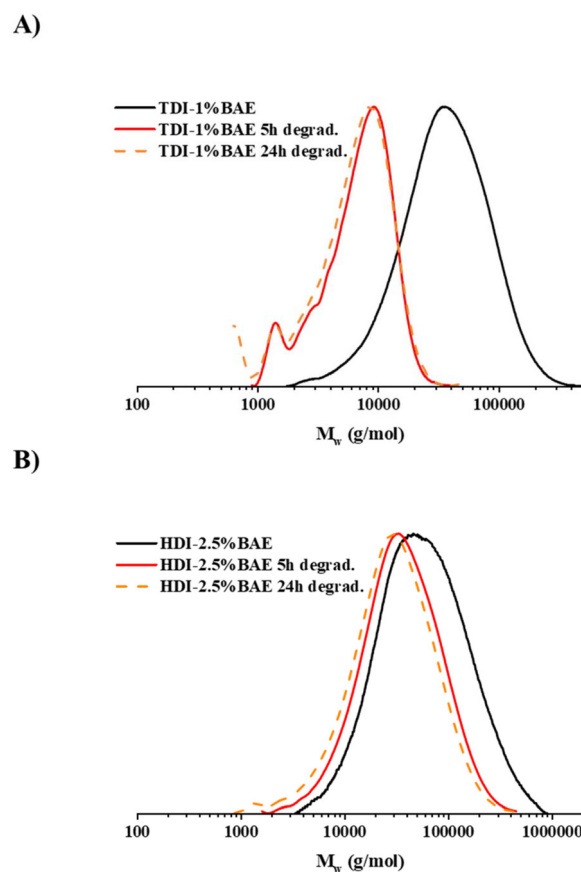 A)
TDI-1%BAE
TDI-1%BAE 5h degrad.
TDI-1%BAE 24h degrad.
100 1000 10000 100000
Mw (g/mol)
B)
HDI-2.5%BAE
HDI-2.5%BAE 5h degrad.
HDI-2.5%BAE 24h degrad.
100 1000 10000 100000 1000000
Mw (g/mol)